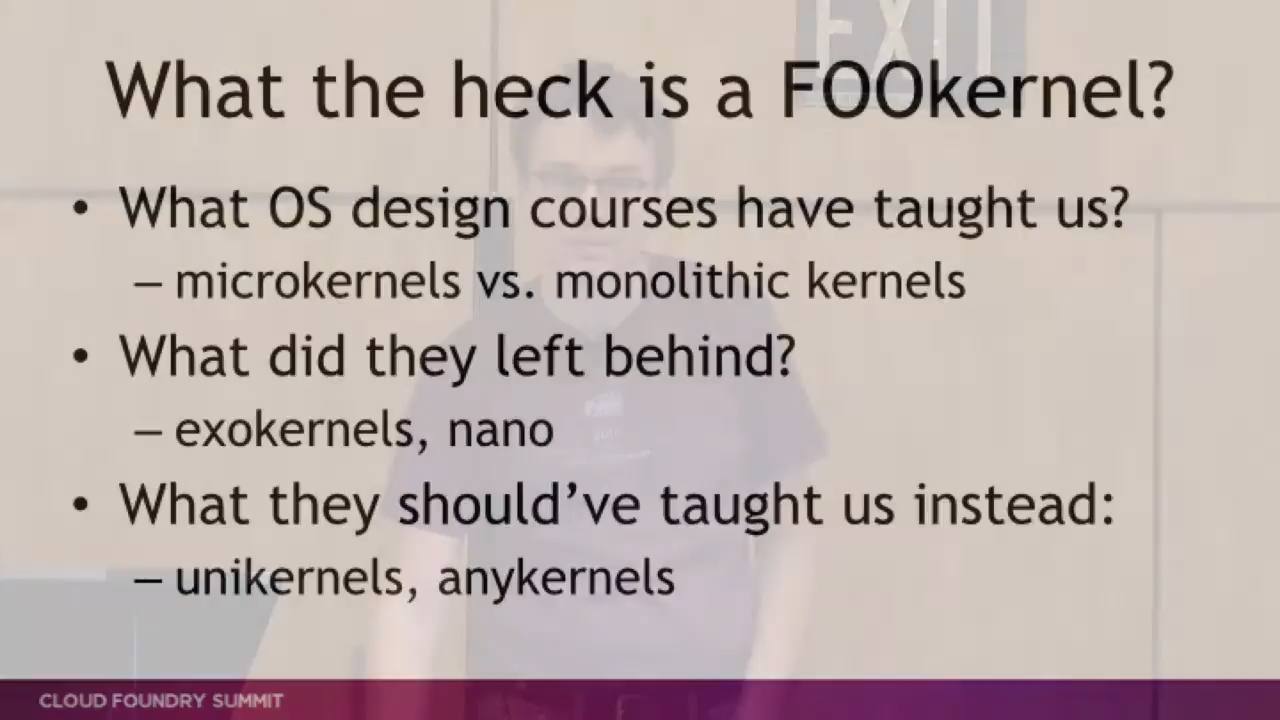 EXIT
What the heck is a FOOkernel?
• What OS design courses have taught us?
– microkernels vs. monolithic kernels
• What did they left behind?
– exokernels, nano
• What they should’ve taught us instead:
– unikernels, anykernels
CLOUD FOUNDRY SUMMIT